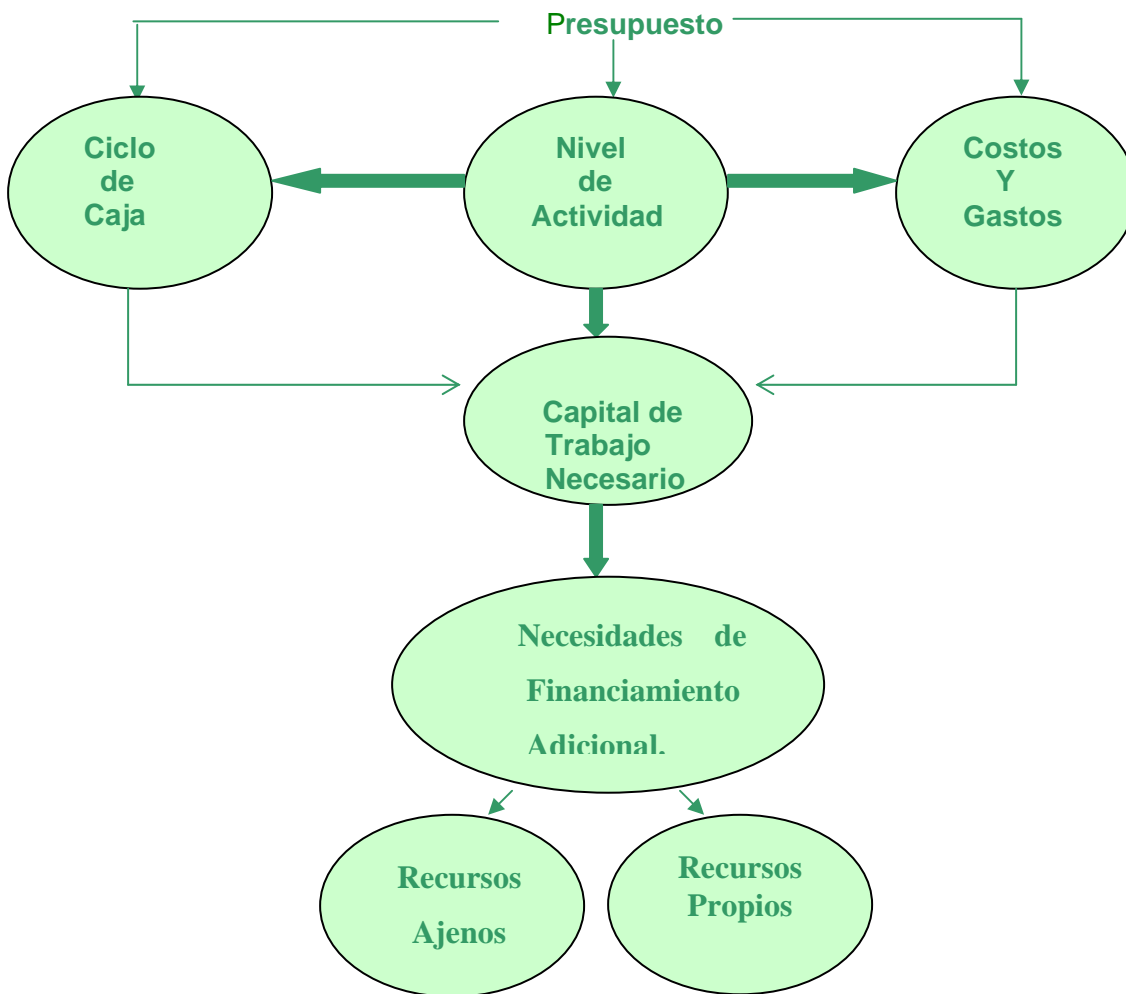 Presupuesto
Ciclo
de
Caja
Nivel
de
Actividad
Costos
Y
Gastos
Capital de
Trabajo
Necesario
Necesidades de
Financiamiento
Adicional.
Recursos
Ajenos
Recursos
Propios